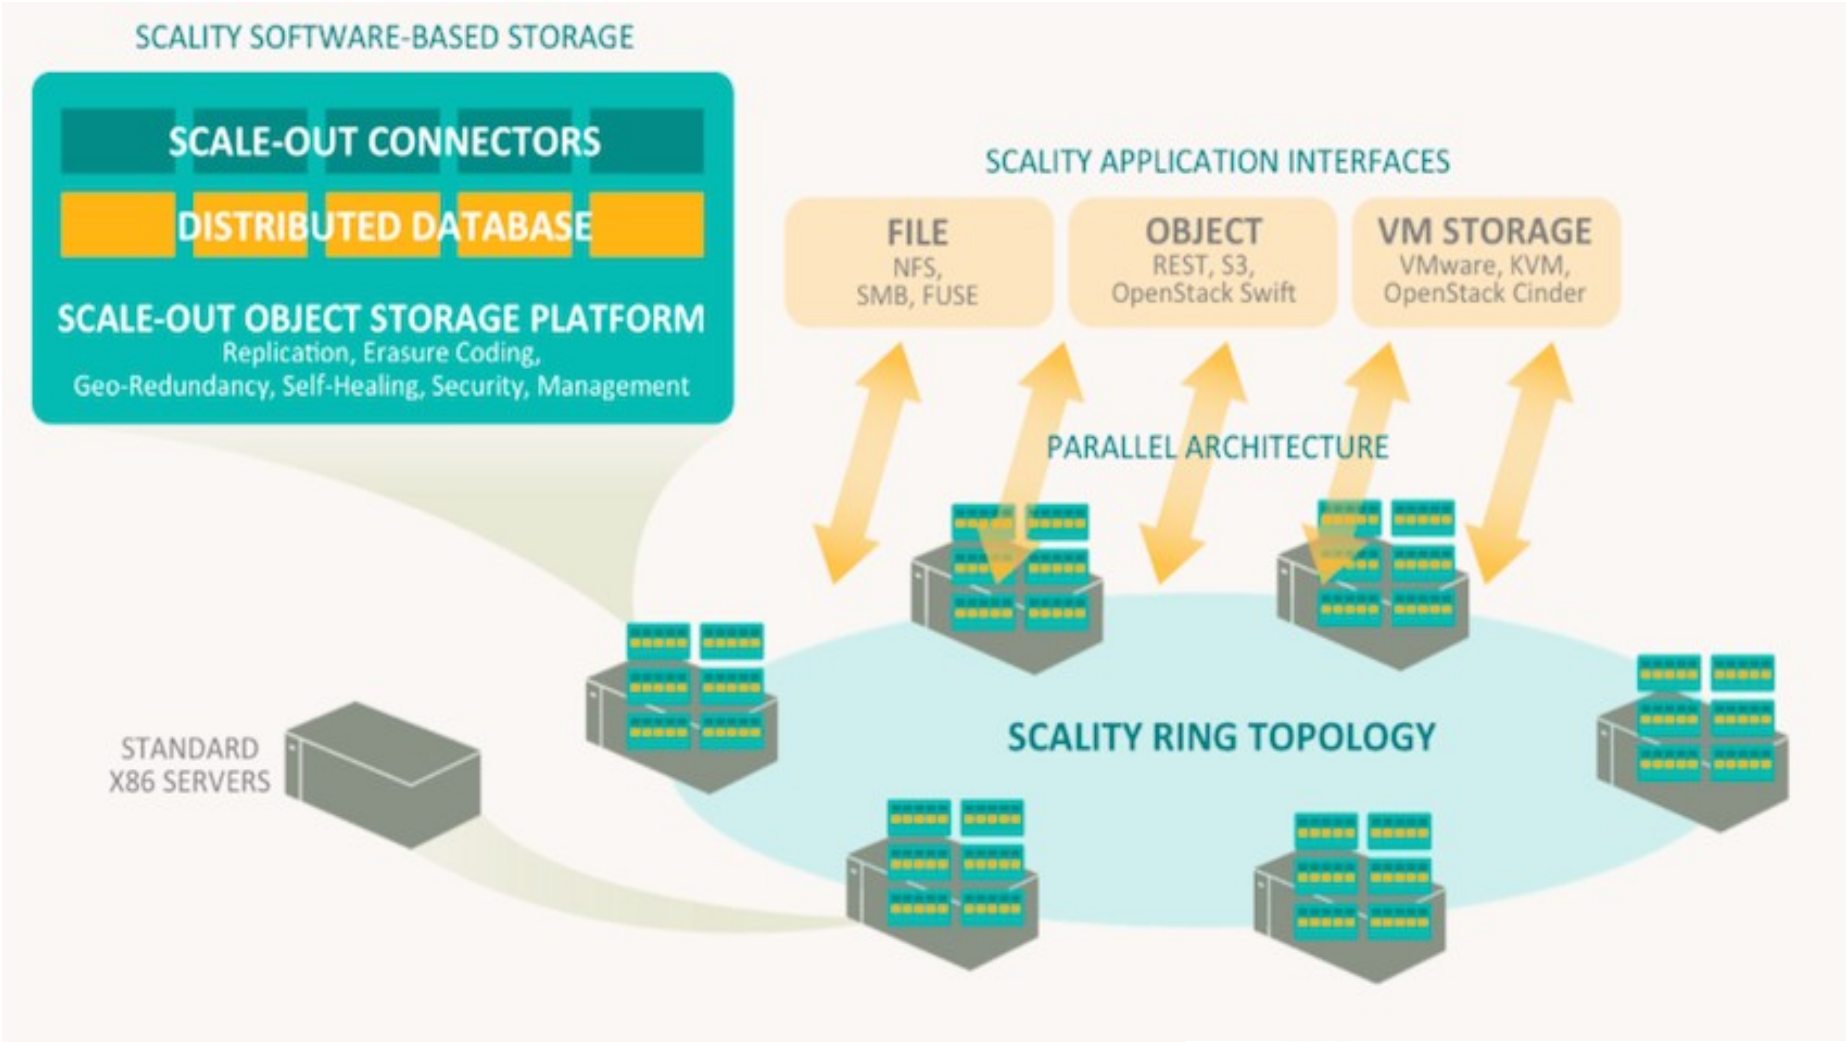 SCALITY SOFTWARE-BASED STORAGE
SCALE-OUT CONNECTORS
DISTRIBUTED DATABASE
SCALE-OUT OBJECT STORAGE PLATFORM
Replication, Erasure Coding,
Geo-Redundancy, Self-Healing, Security, Management
SCALITY APPLICATION INTERFACES
FILE
NFS,
SMB, FUSE
OBJECT
REST, S3,
OpenStack Swift
VM STORAGE
VMware, KVM,
OpenStack Cinder
PARALLEL ARCHITECTURE
SCALITY RING TOPOLOGY
STANDARD
X86 SERVERS